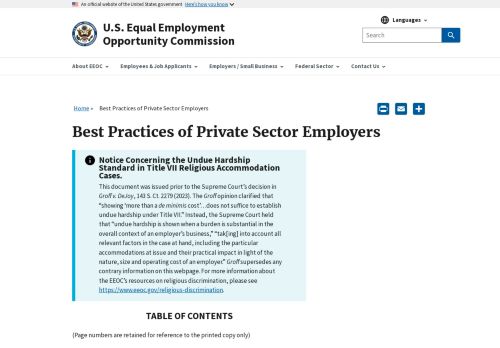 An official website of the United States government Here's how you know
U.S. Equal Employment
Opportunity Commission
Languages
Search
About EEOC
Employees & Job Applicants
Employers / Small Business
Federal Sector
Contact Us
Home » Best Practices of Private Sector Employers
Best Practices of Private Sector Employers
Notice Concerning the Undue Hardship
Standard in Title VII Religious Accommodation
Cases.
This document was issued prior to the Supreme Court's decision in
Groff v. DeJoy, 143 S. Ct. 2279 (2023). The Groff opinion clarified that
"showing 'more than a de minimis cost'…does not suffice to establish
undue hardship under Title VII." Instead, the Supreme Court held
that "undue hardship is shown when a burden is substantial in the
overall context of an employer's business," "tak[ing] into account all
relevant factors in the case at hand, including the particular
accommodations at issue and their practical impact in light of the
nature, size and operating cost of an employer." Groff supersedes any
contrary information on this webpage. For more information about
the EEOC's resources on religious discrimination, please see
https://www.eeoc.gov/religious-discrimination.
TABLE OF CONTENTS
(Page numbers are retained for reference to the printed copy only)